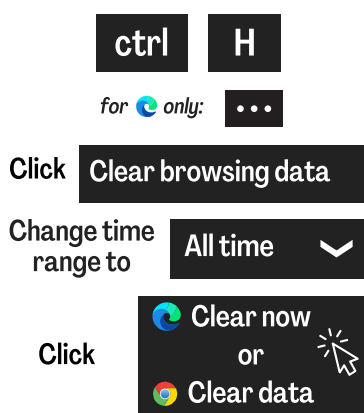 ctrl H
for only: •••
Click Clear browsing data
Change time
range to All time
Click Clear now
or
Clear data